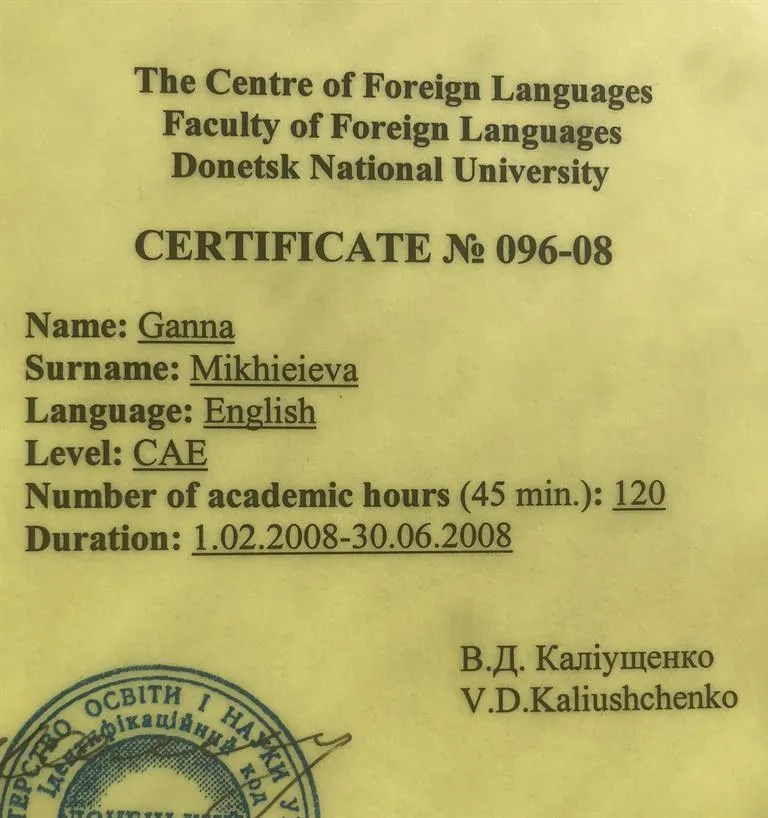 The Centre of Foreign Languages
Faculty of Foreign Languages
Donetsk National University
CERTIFICATE № 096-08
Name: Ganna
Surname: Mikhieieva
Language: English
Level: CAE
Number of academic hours (45 min.): 120
Duration: 1.02.2008-30.06.2008
В.Д. Каліущенко
V.D.Kaliushchenko
ОСВІТИ І НАУКИ
Ідентифікаційний код